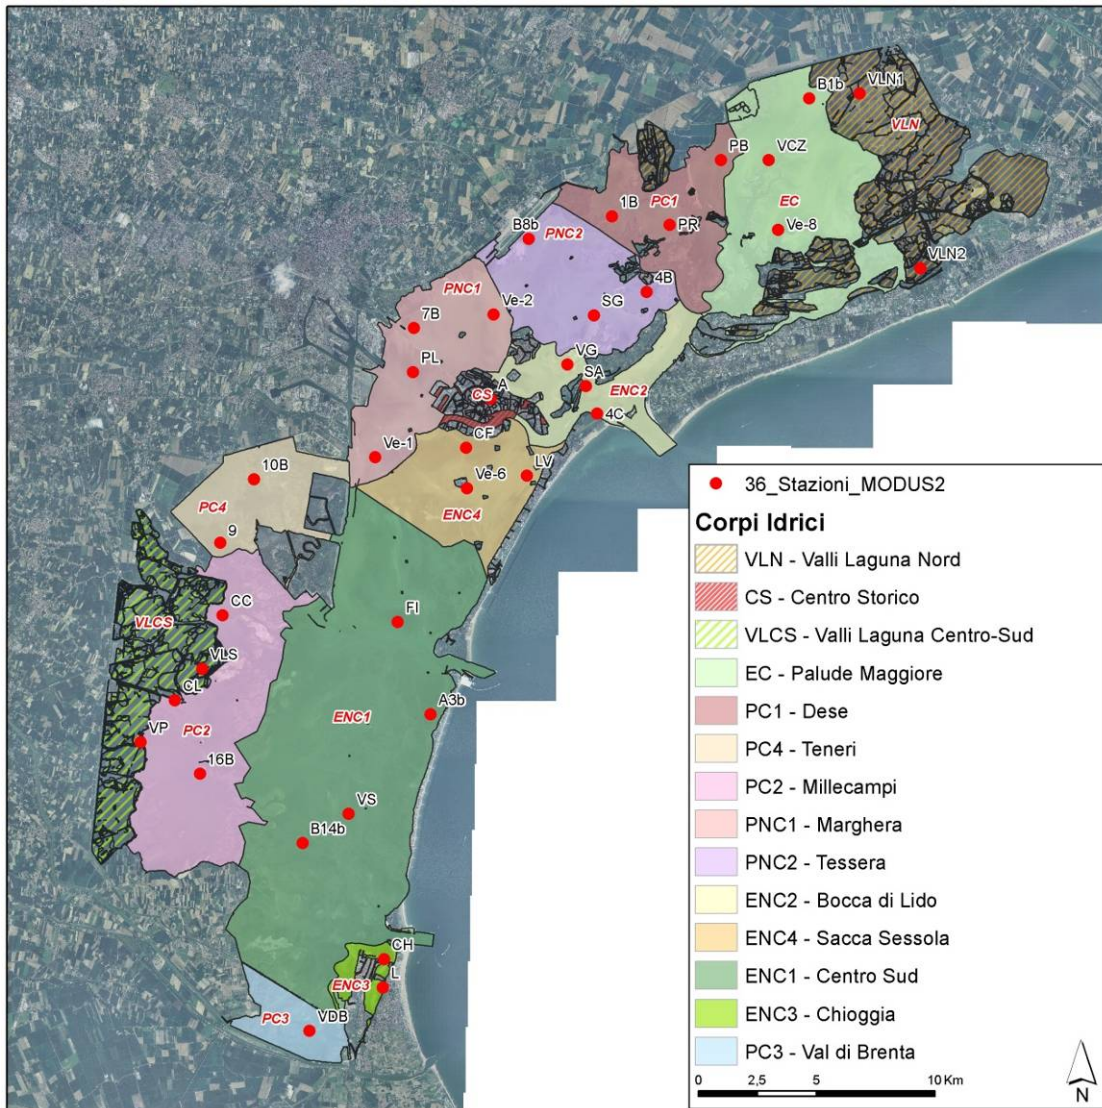 B1b
VLN1
VLN
PB
VCZ
PC1
EC
1B
PR
Ve-8
B8b
PNC2
VLN2
PNC1
4B
Ve-2
SG
7B
PL
VG
SA
ENC2
CS
A
4C
CF
Ve-1
LV
Ve-6
10B
ENC4
PC4
9
CC
FI
VLCS
VLS
CL
ENC1
A3b
PC2
VP
16B
VS
B14b
CH
L
ENC3
PC3
VDB
36_Stazioni_MODUS2
Corpi Idrici
VLN - Valli Laguna Nord
CS - Centro Storico
VLCS - Valli Laguna Centro-Sud
EC - Palude Maggiore
PC1 - Dese
PC4 - Teneri
PC2 - Millecampi
PNC1 - Marghera
PNC2 - Tessera
ENC2 - Bocca di Lido
ENC4 - Sacca Sessola
ENC1 - Centro Sud
ENC3 - Chioggia
PC3 - Val di Brenta
0 2,5 5 10 Km
N